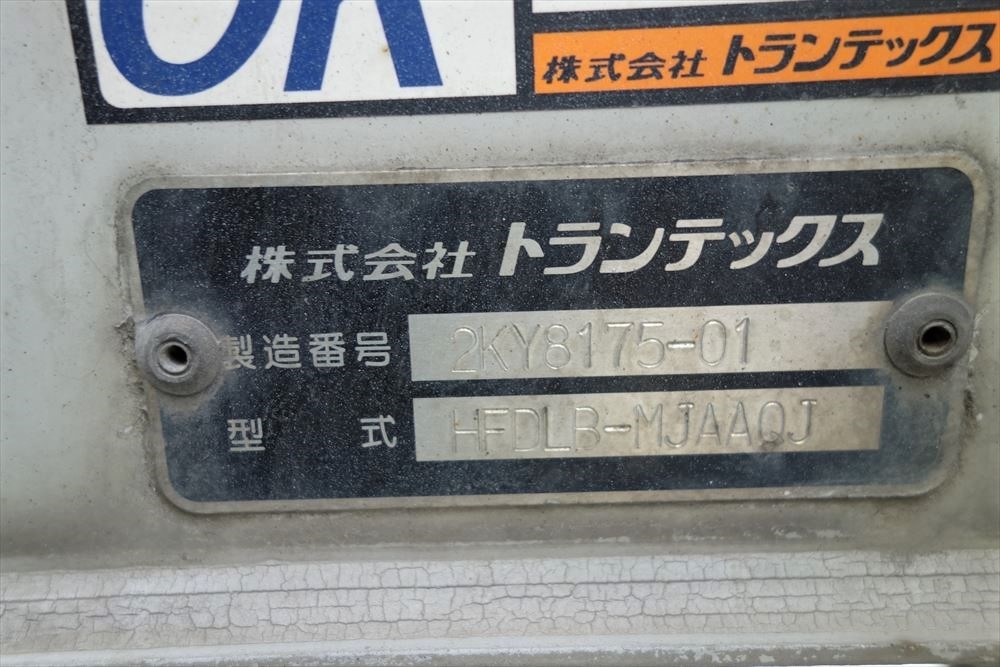 OK
株式会社 トランテックス
株式会社 トランテックス
製造番号 2KY8175-01
型式 HFDLB-MJAAQJ